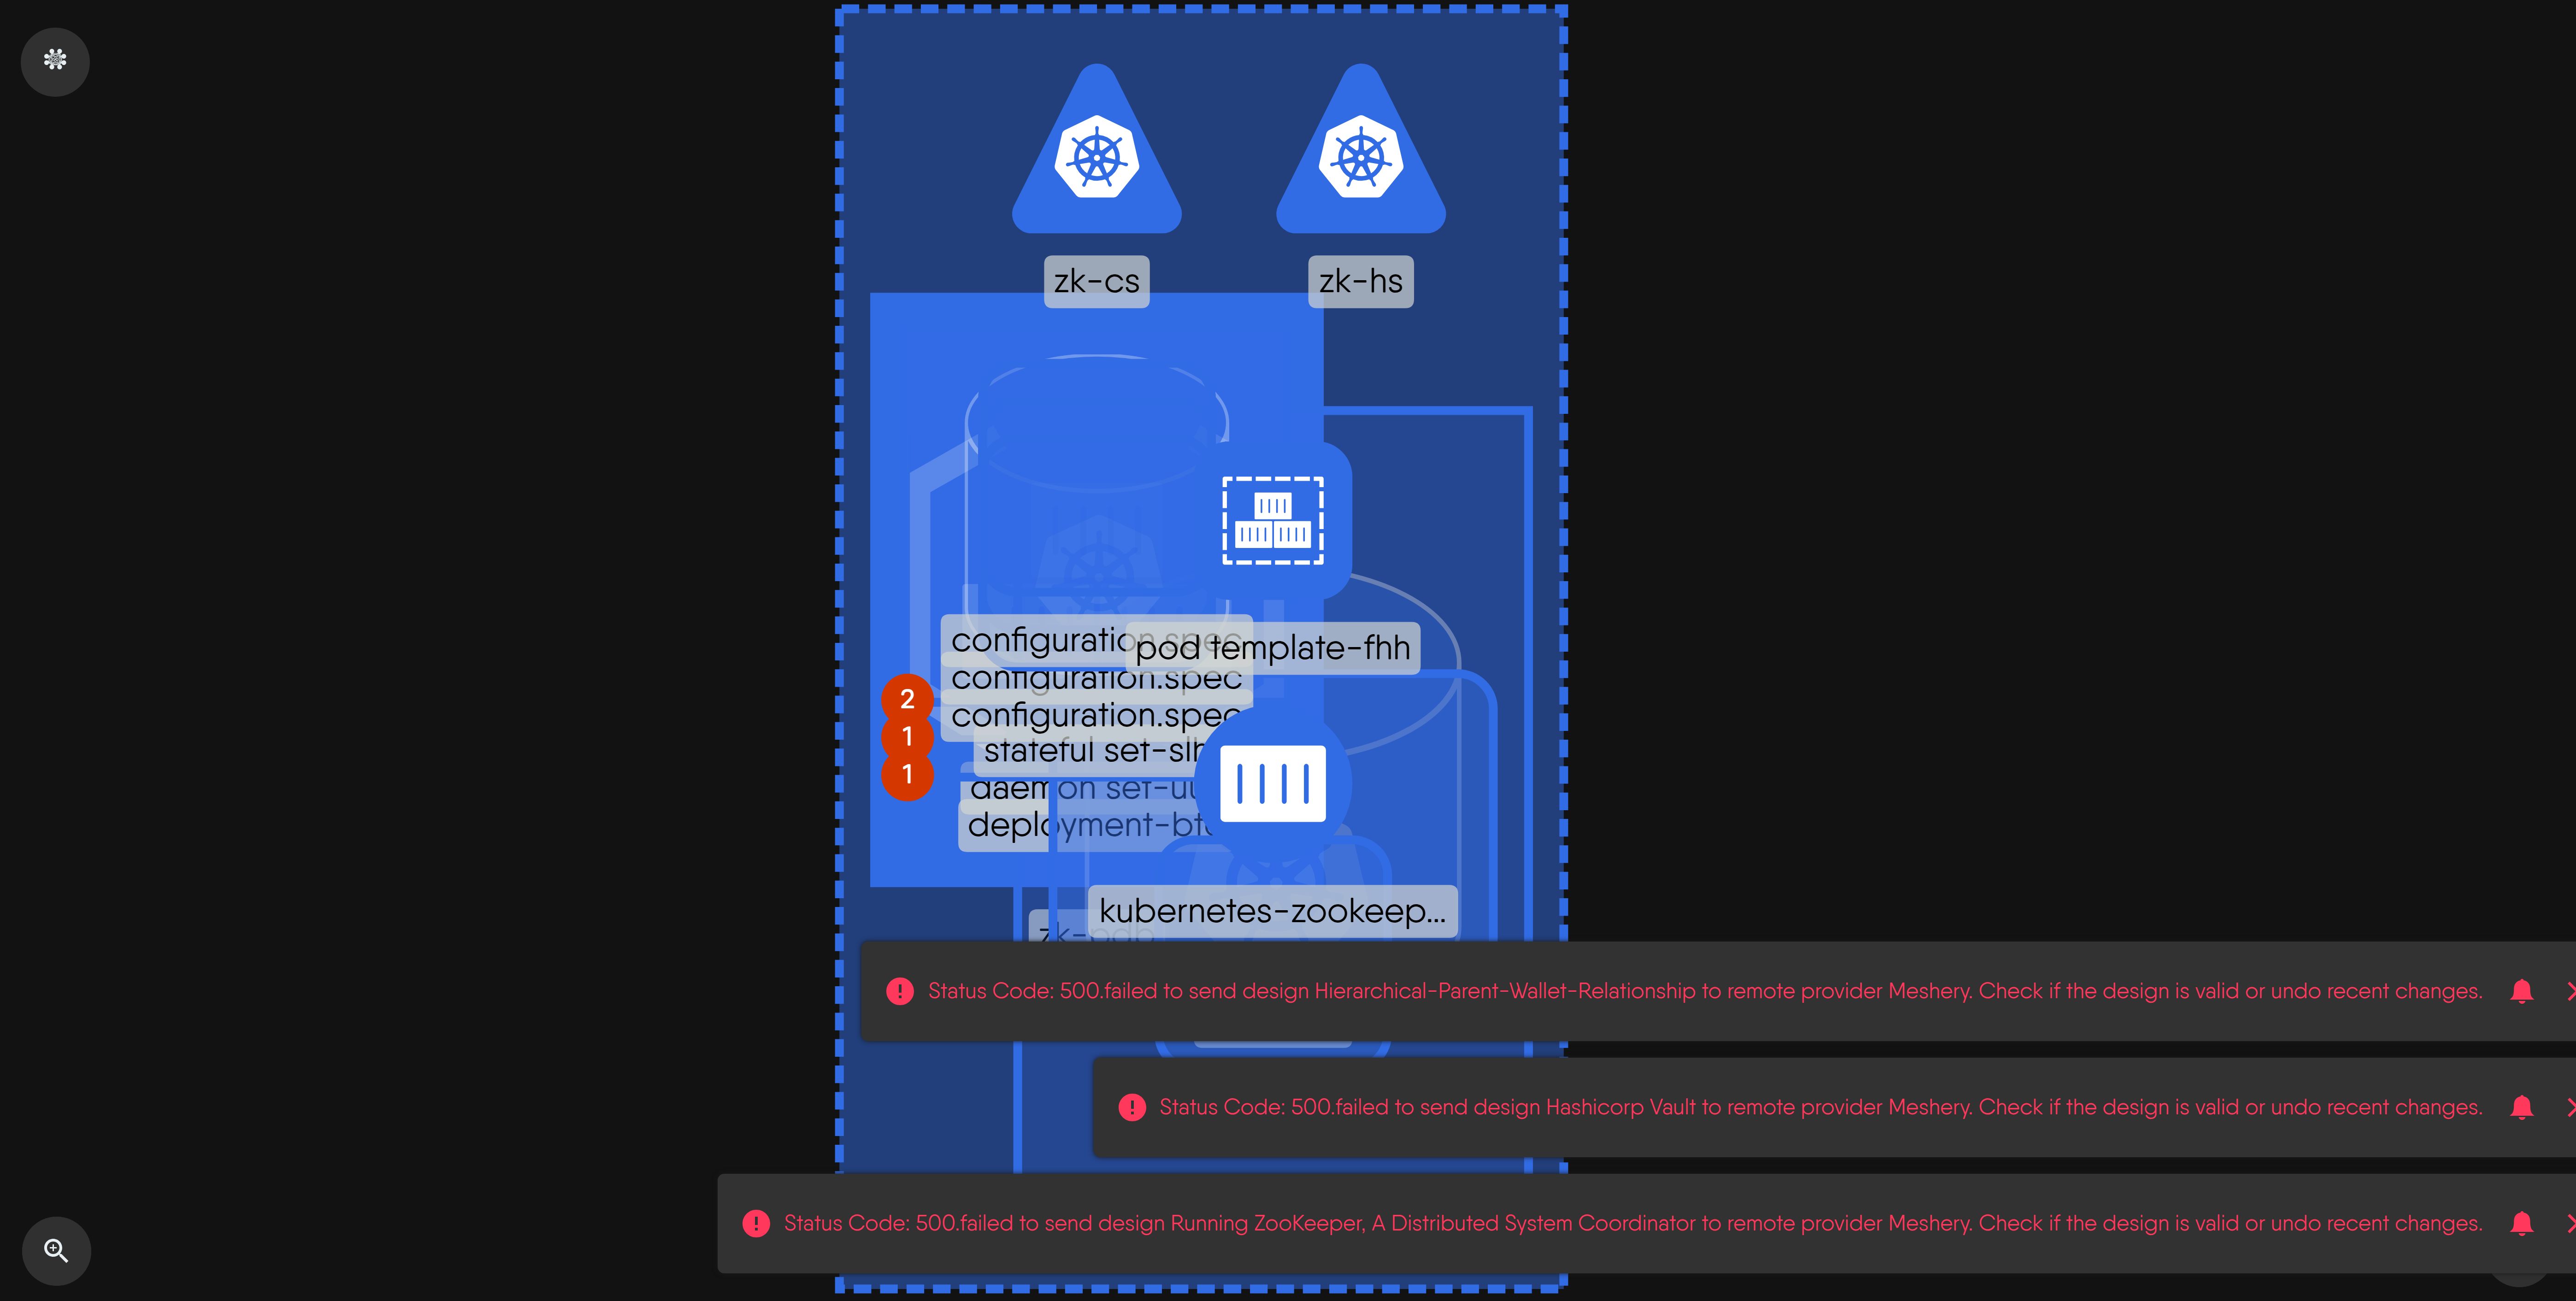 zk-cs
zk-hs
configuration.spec
pod template-fhh
configuration.spec
configuration.spec
2
1
1
stateful set-slh
daemon set-uu
deployment-bf
kubernetes-zookeep...
zk-pdb
Status Code: 500.failed to send design Hierarchical-Parent-Wallet-Relationship to remote provider Meshery. Check if the design is valid or undo recent changes.
Status Code: 500.failed to send design Hashicorp Vault to remote provider Meshery. Check if the design is valid or undo recent changes.
Status Code: 500.failed to send design Running ZooKeeper, A Distributed System Coordinator to remote provider Meshery. Check if the design is valid or undo recent changes.